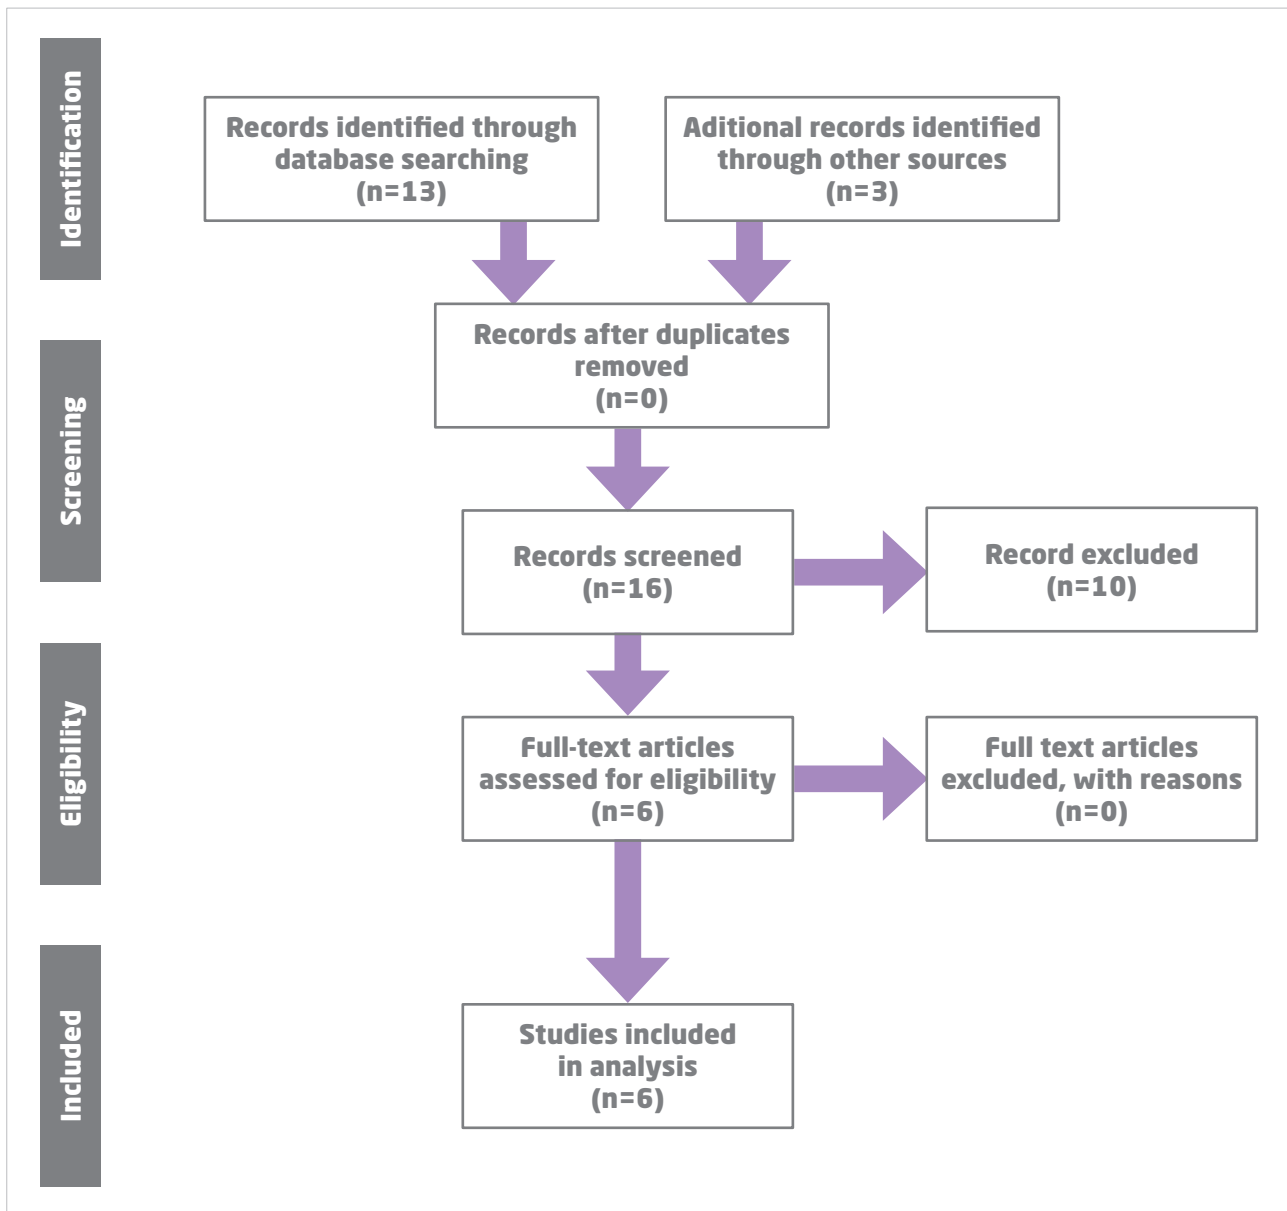 Identification
Records identified through
database searching
(n=13)
Aditional records identified
through other sources
(n=3)
Screening
Records after duplicates
removed
(n=0)
Records screened
(n=16)
Record excluded
(n=10)
Eligibility
Full-text articles
assessed for eligibility
(n=6)
Full text articles
excluded, with reasons
(n=0)
Included
Studies included
in analysis
(n=6)